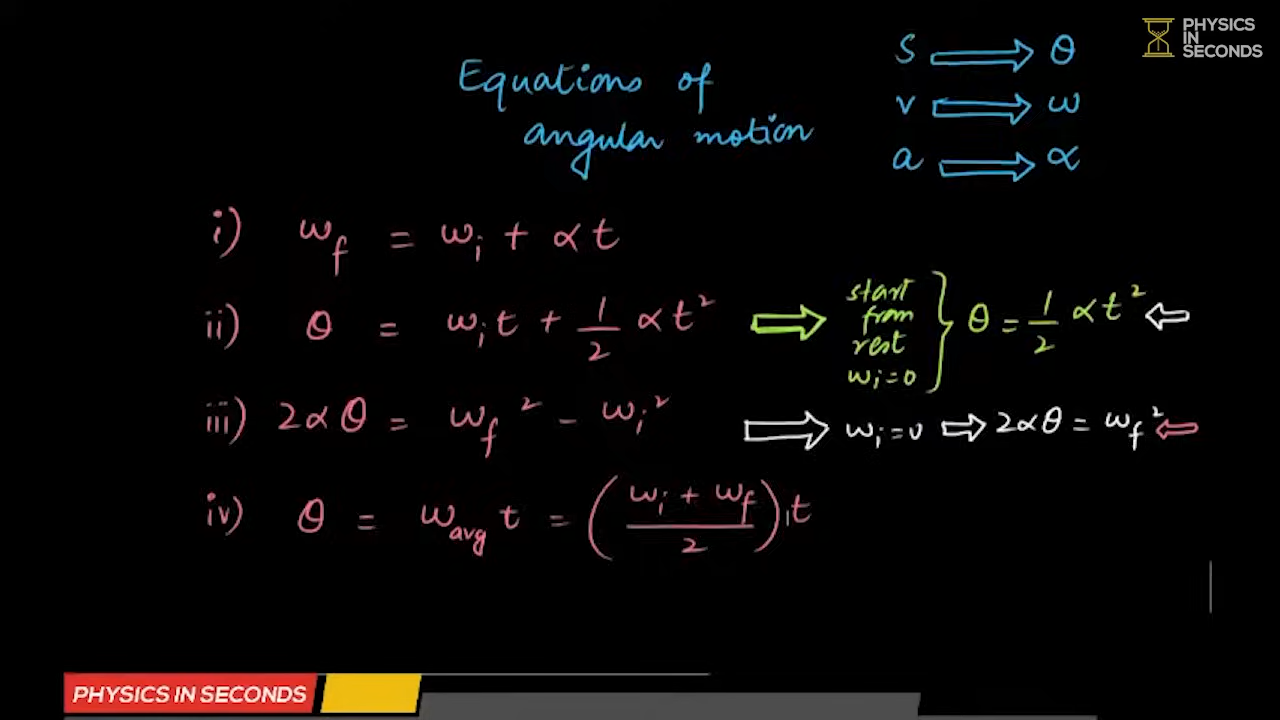 PHYSICS
IN
SECONDS
Equations of
angular motion
S ⇒ θ
v ⇒ ω
a ⇒ α
i) ω_f = ω_i + αt
ii) θ = ω_i t + 1/2 αt² ⇒ start from rest ω_i=0 } θ = 1/2 αt² ⇐
iii) 2αθ = ω_f² - ω_i² ⇒ ω_i=0 ⇒ 2αθ = ω_f² ⇐
iv) θ = ω_avg t = (ω_i + ω_f / 2) t
PHYSICS IN SECONDS